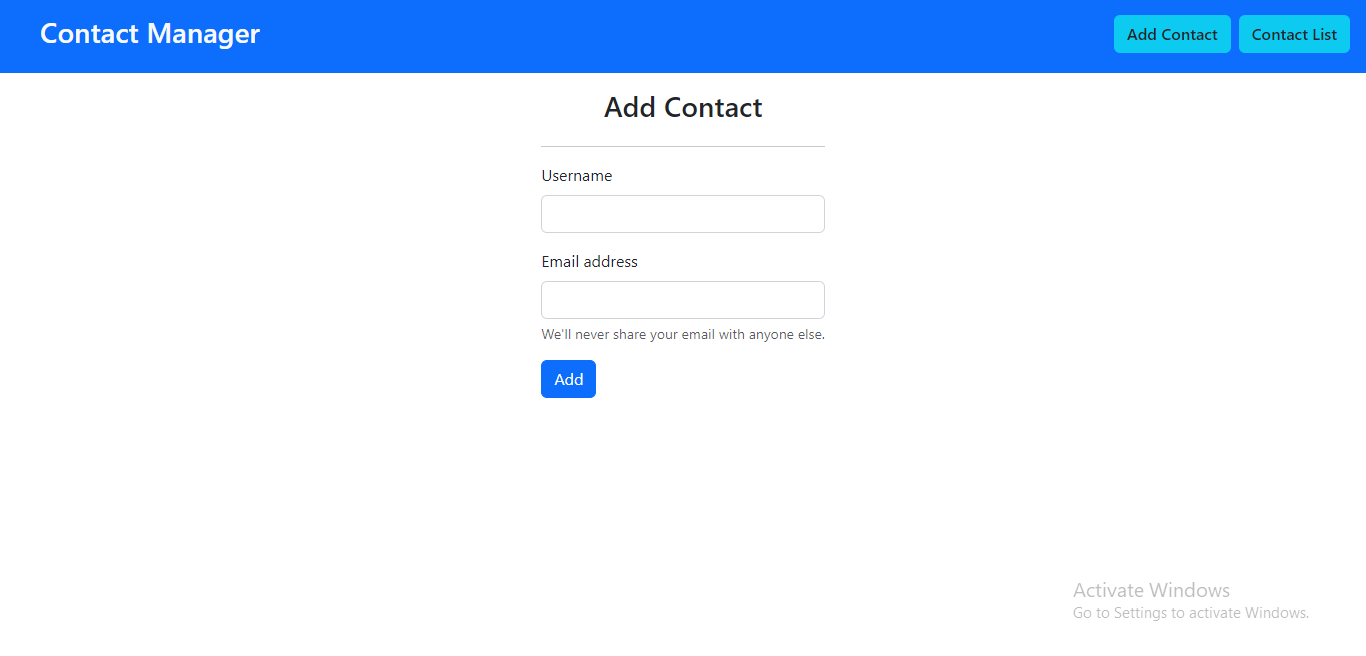 Contact Manager
Add Contact
Contact List
Add Contact
Username
Email address
We'll never share your email with anyone else.
Add
Activate Windows
Go to Settings to activate Windows.